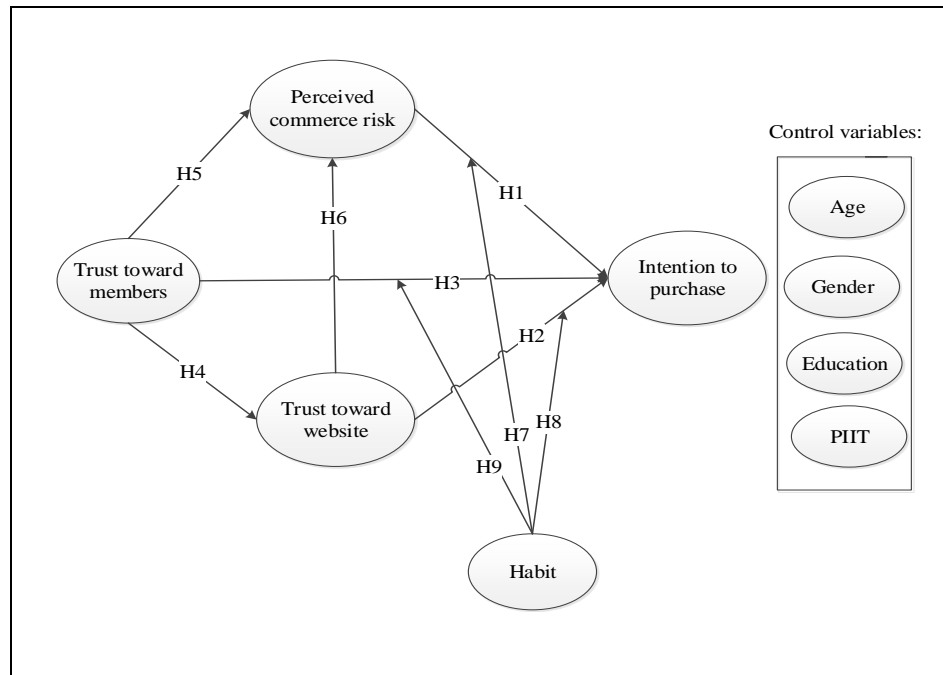 Perceived
commerce risk
Control variables:
H5
H1
Age
H6
Trust toward
members
H3
Intention to
purchase
Gender
H4
H2
Education
Trust toward
website
H7
H8
PIIT
H9
Habit